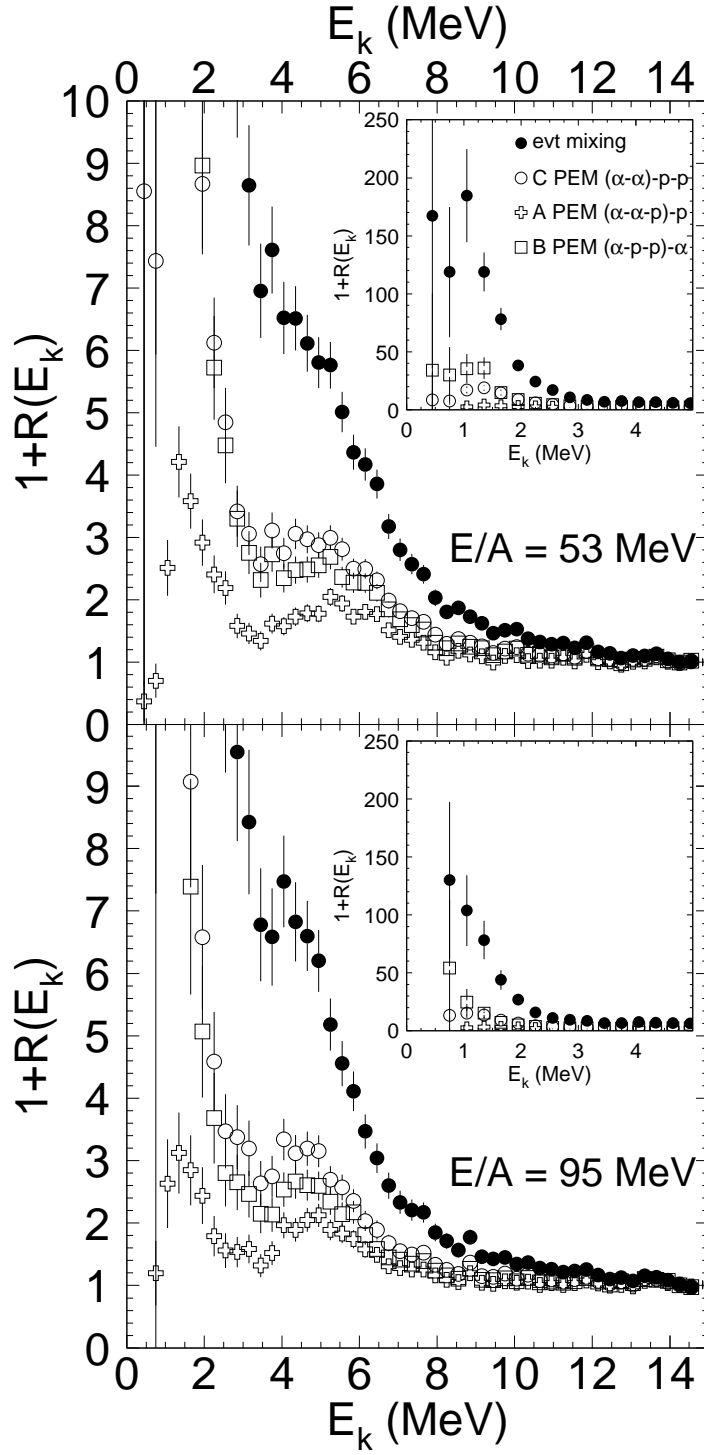 E_k (MeV)
0 2 4 6 8 10 12 14
10
9
8
7
6
5
4
3
2
1
0
1+R(E_k)
250
200
150
100
50
0
1+R(E_k)
0 1 2 3 4
E_k (MeV)
evt mixing
C PEM (α-α)-p-p
A PEM (α-α-p)-p
B PEM (α-p-p)-α
E/A = 53 MeV
9
8
7
6
5
4
3
2
1
0
1+R(E_k)
250
200
150
100
50
0
1+R(E_k)
0 1 2 3 4
E_k (MeV)
E/A = 95 MeV
0 2 4 6 8 10 12 14
E_k (MeV)